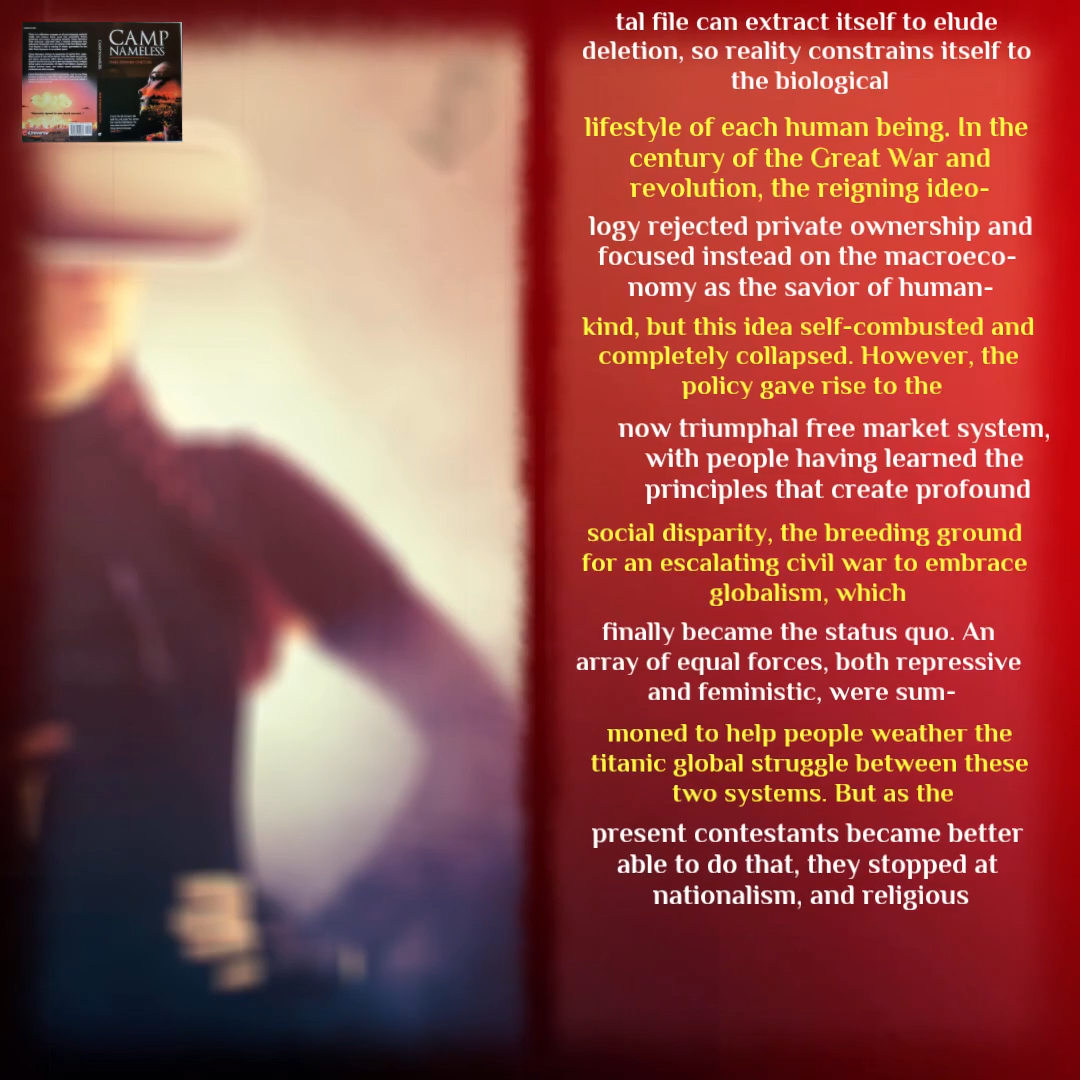 CAMP
NAMELESS
iUniverse
tal file can extract itself to elude
deletion, so reality constrains itself to
the biological
lifestyle of each human being. In the
century of the Great War and
revolution, the reigning ideo-
logy rejected private ownership and
focused instead on the macroeco-
nomy as the savior of human-
kind, but this idea self-combusted and
completely collapsed. However, the
policy gave rise to the
now triumphal free market system,
with people having learned the
principles that create profound
social disparity, the breeding ground
for an escalating civil war to embrace
globalism, which
finally became the status quo. An
array of equal forces, both repressive
and feministic, were sum-
moned to help people weather the
titanic global struggle between these
two systems. But as the
present contestants became better
able to do that, they stopped at
nationalism, and religious